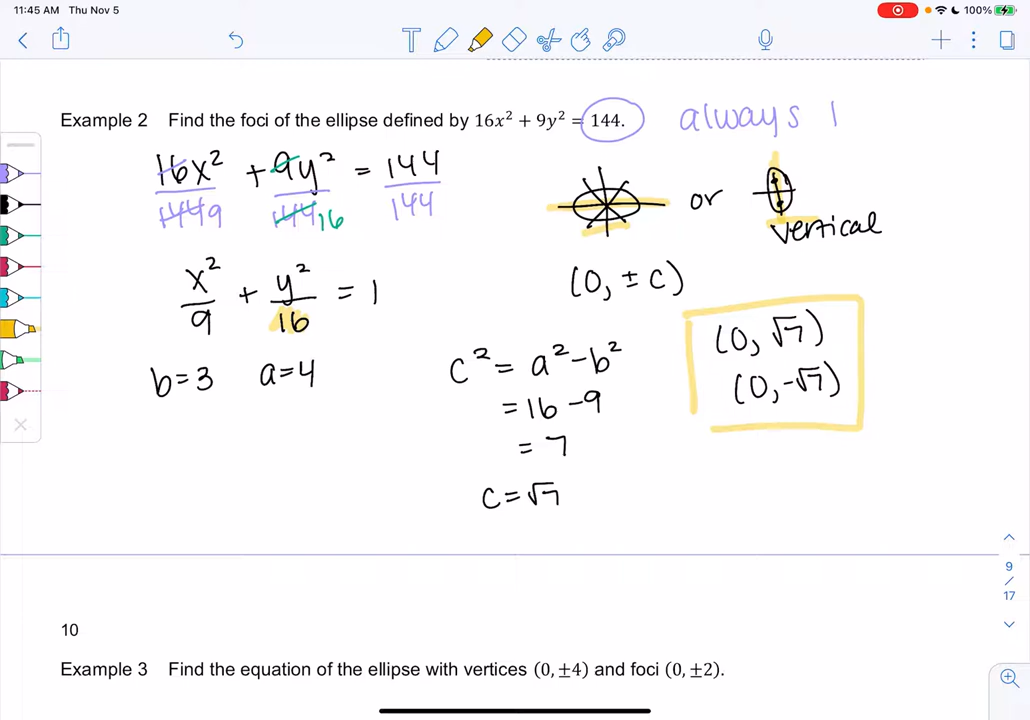 11:45 AM Thu Nov 5
100%
T
Example 2 Find the foci of the ellipse defined by 16x² + 9y² = 144.
always 1
16x² + 9y² = 144
144 9 144 16 144
or
vertical
x² + y² = 1
9 16
(0, ± c)
b=3 a=4
c² = a² - b²
= 16 - 9
= 7
c = √7
(0, √7)
(0, -√7)
9
/
17
10
Example 3 Find the equation of the ellipse with vertices (0, ±4) and foci (0, ±2).